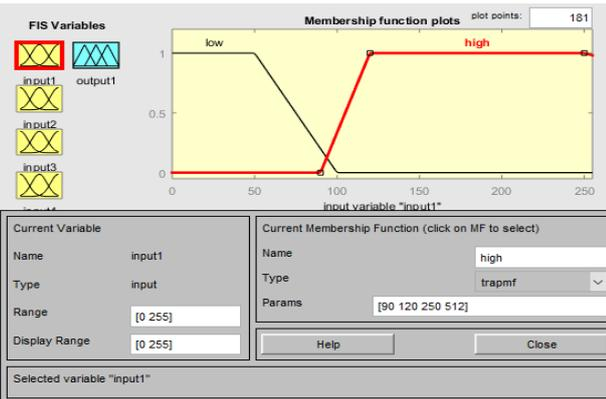 FIS Variables
Membership function plots
plot points:
181
input1
output1
input2
input3
low
high
1
0.5
0
0
50
100
150
200
250
input variable "input1"
Current Variable
Name
input1
Type
input
Range
[0 255]
Display Range
[0 255]
Current Membership Function (click on MF to select)
Name
high
Type
trapmf
Params
[90 120 250 512]
Help
Close
Selected variable "input1"